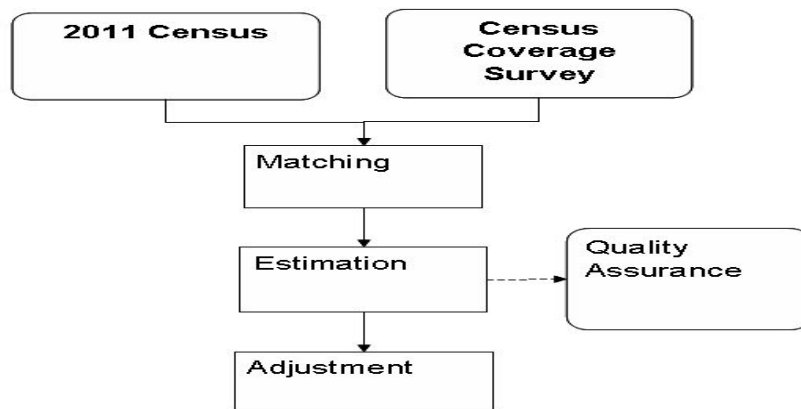 2011 Census
Census
Coverage
Survey
Matching
Estimation
Quality
Assurance
Adjustment